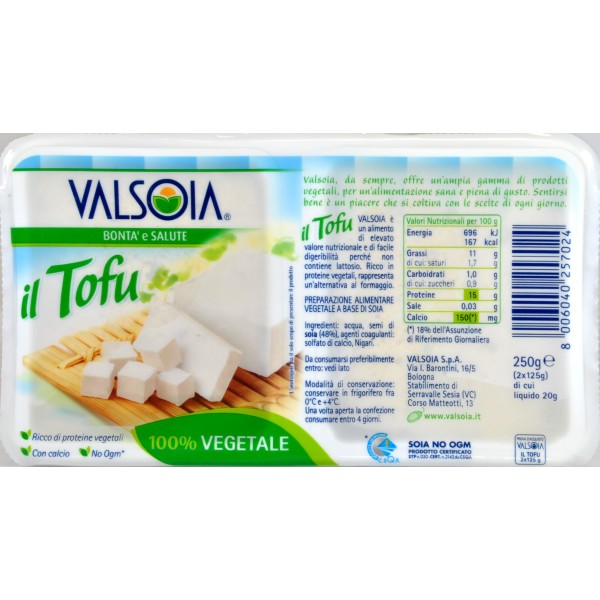 VALSOIA®
BONTA' e SALUTE
il Tofu
Ricco di proteine vegetali
Con calcio
No Ogm*
100% VEGETALE
Valsoia, da sempre, offre un'ampia gamma di prodotti
vegetali, per un'alimentazione sana e piena di gusto. Sentirsi
bene è un piacere che si coltiva con le scelte di ogni giorno.
il Tofu
VALSOIA è
un alimento
di elevato
valore nutrizionale e di facile
digeribilità perché non
contiene lattosio. Ricco in
proteine vegetali, rappresenta
un'alternativa al formaggio.
PREPARAZIONE ALIMENTARE
VEGETALE A BASE DI SOIA
Ingredienti: acqua, semi di
soia (48%), agenti coagulanti:
solfato di calcio, Nigari.
Da consumarsi preferibilmente
entro: vedi lato
Modalità di conservazione:
conservare in frigorifero fra
0°C e +4°C.
Una volta aperta la confezione
consumare entro 4 giorni.
Valori Nutrizionali per 100 g
Energia 696 kJ
167 kcal
Grassi 11 g
di cui: saturi 1,7 g
Carboidrati 1,0 g
di cui: zuccheri 0,9 g
Proteine 15 g
Sale 0,03 g
Calcio 150(*) mg
(*) 18% dell'Assunzione
di Riferimento Giornaliera
VALSOIA S.p.A.
Via I. Barontini, 16/5
Bologna
Stabilimento di
Serravalle Sesia (VC)
Corso Matteotti, 13
www.valsoia.it
8 006040 257024
250g e
(2x125g)
di cui
liquido 20g
CSQA
SOIA NO OGM
PRODOTTO CERTIFICATO
VALSOIA
IL TOFU
2x125 g